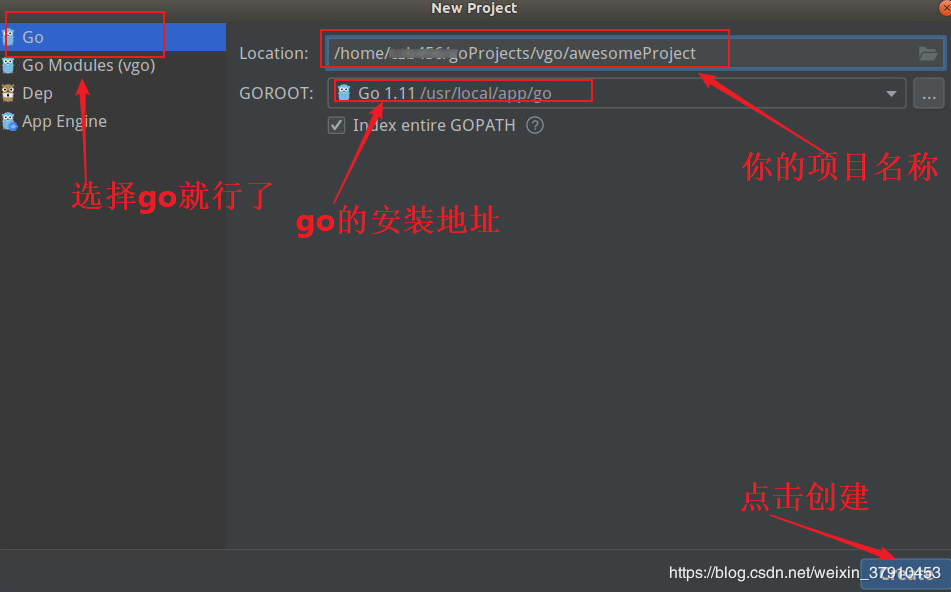 New Project
Go
Go Modules (vgo)
Dep
App Engine
Location:
/home/ goProjects/vgo/awesomeProject
GOROOT:
Go 1.11 /usr/local/app/go
...
Index entire GOPATH ?
选择go就行了
go的安装地址
你的项目名称
点击创建
Create
https://blog.csdn.net/weixin_37910453